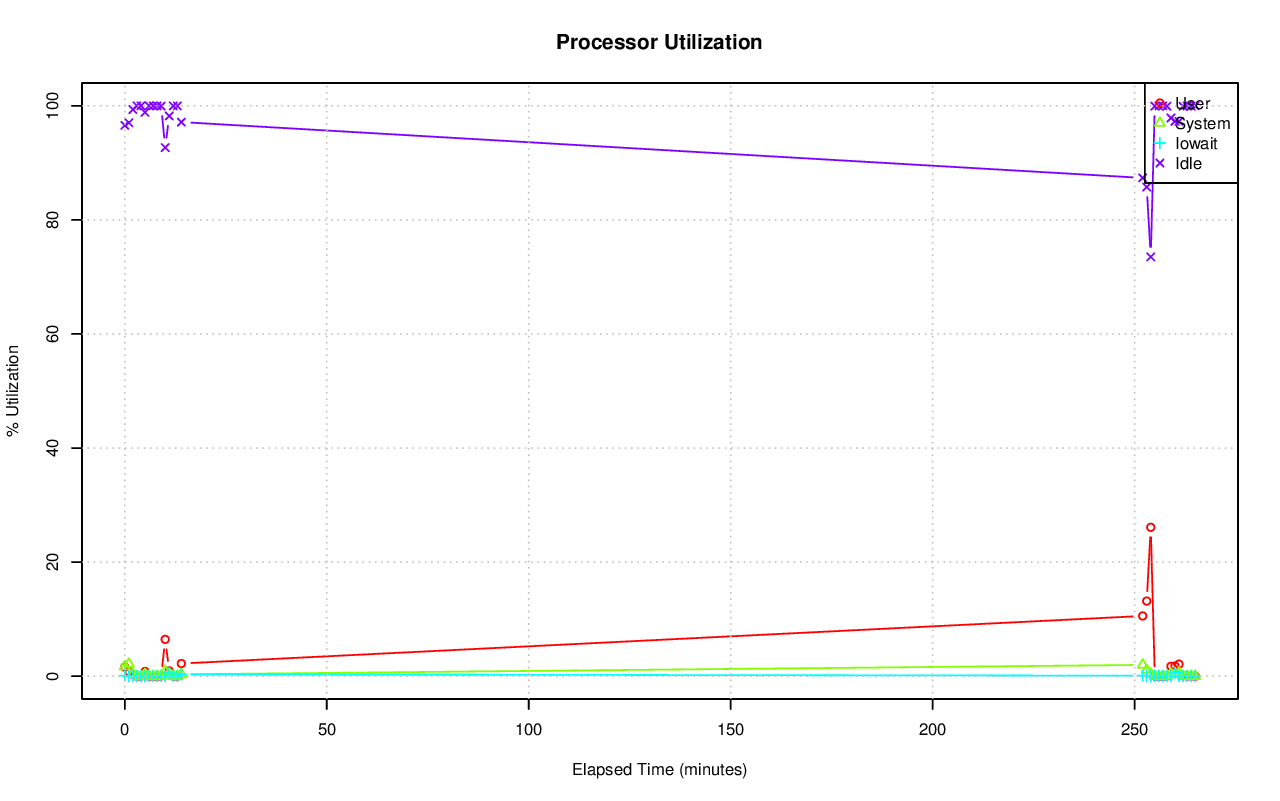 Processor Utilization
% Utilization
100
80
60
40
20
0
User
System
Iowait
Idle
0 50 100 150 200 250
Elapsed Time (minutes)